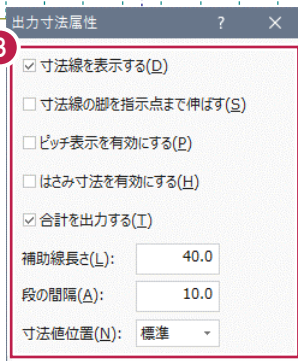 出力寸法属性 ? ×
3
寸法線を表示する(D)
寸法線の脚を指示点まで伸ばす(S)
ピッチ表示を有効にする(P)
はさみ寸法を有効にする(H)
合計を出力する(T)
補助線長さ(L): 40.0
段の間隔(A): 10.0
寸法値位置(N): 標準